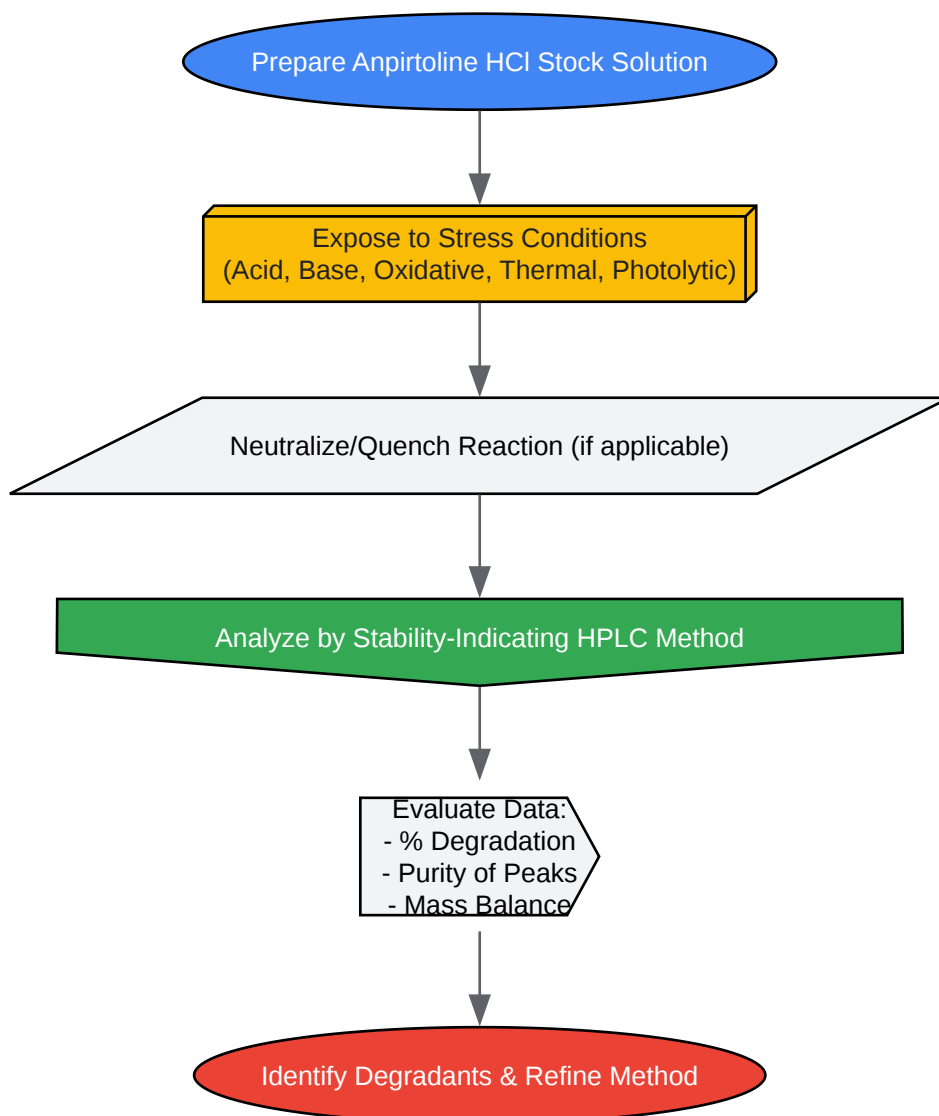 Prepare Anpirtoline HCl Stock Solution
Expose to Stress Conditions
(Acid, Base, Oxidative, Thermal, Photolytic)
Neutralize/Quench Reaction (if applicable)
Analyze by Stability-Indicating HPLC Method
Evaluate Data:
- % Degradation
- Purity of Peaks
- Mass Balance
Identify Degradants & Refine Method